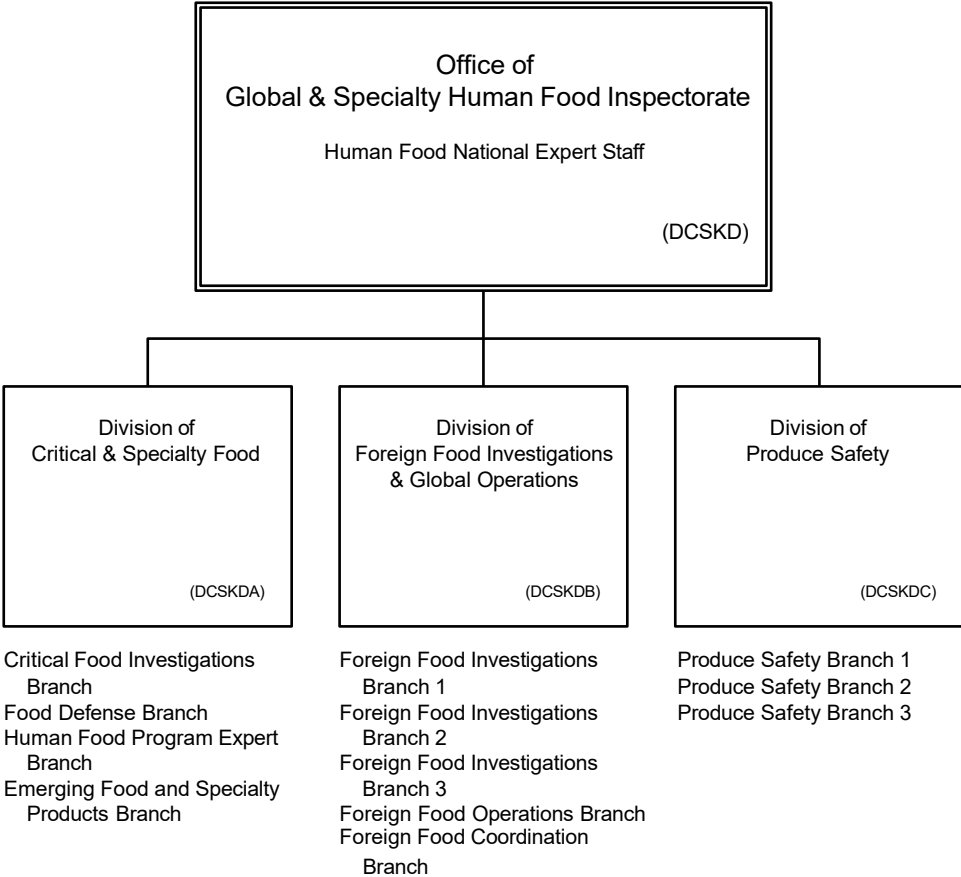 Office of
Global & Specialty Human Food Inspectorate
Human Food National Expert Staff
(DCSKD)
Division of
Critical & Specialty Food
(DCSKDA)
Critical Food Investigations
Branch
Food Defense Branch
Human Food Program Expert
Branch
Emerging Food and Specialty
Products Branch
Division of
Foreign Food Investigations
& Global Operations
(DCSKDB)
Foreign Food Investigations
Branch 1
Foreign Food Investigations
Branch 2
Foreign Food Investigations
Branch 3
Foreign Food Operations Branch
Foreign Food Coordination
Branch
Division of
Produce Safety
(DCSKDC)
Produce Safety Branch 1
Produce Safety Branch 2
Produce Safety Branch 3